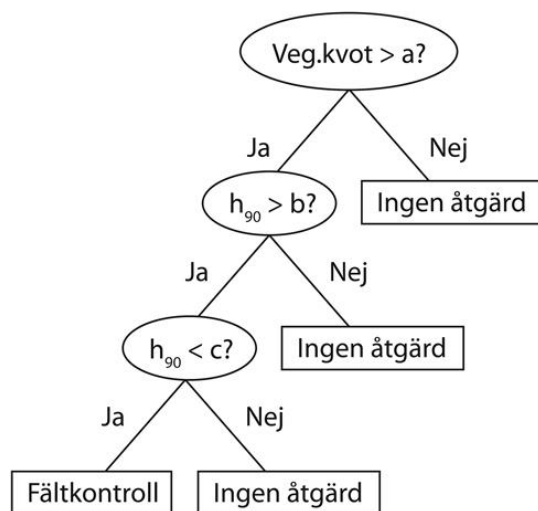 Veg.kvot > a?
Ja
Nej
h₉₀ > b?
Ingen åtgärd
Ja
Nej
h₉₀ < c?
Ingen åtgärd
Ja
Nej
Fältkontroll
Ingen åtgärd